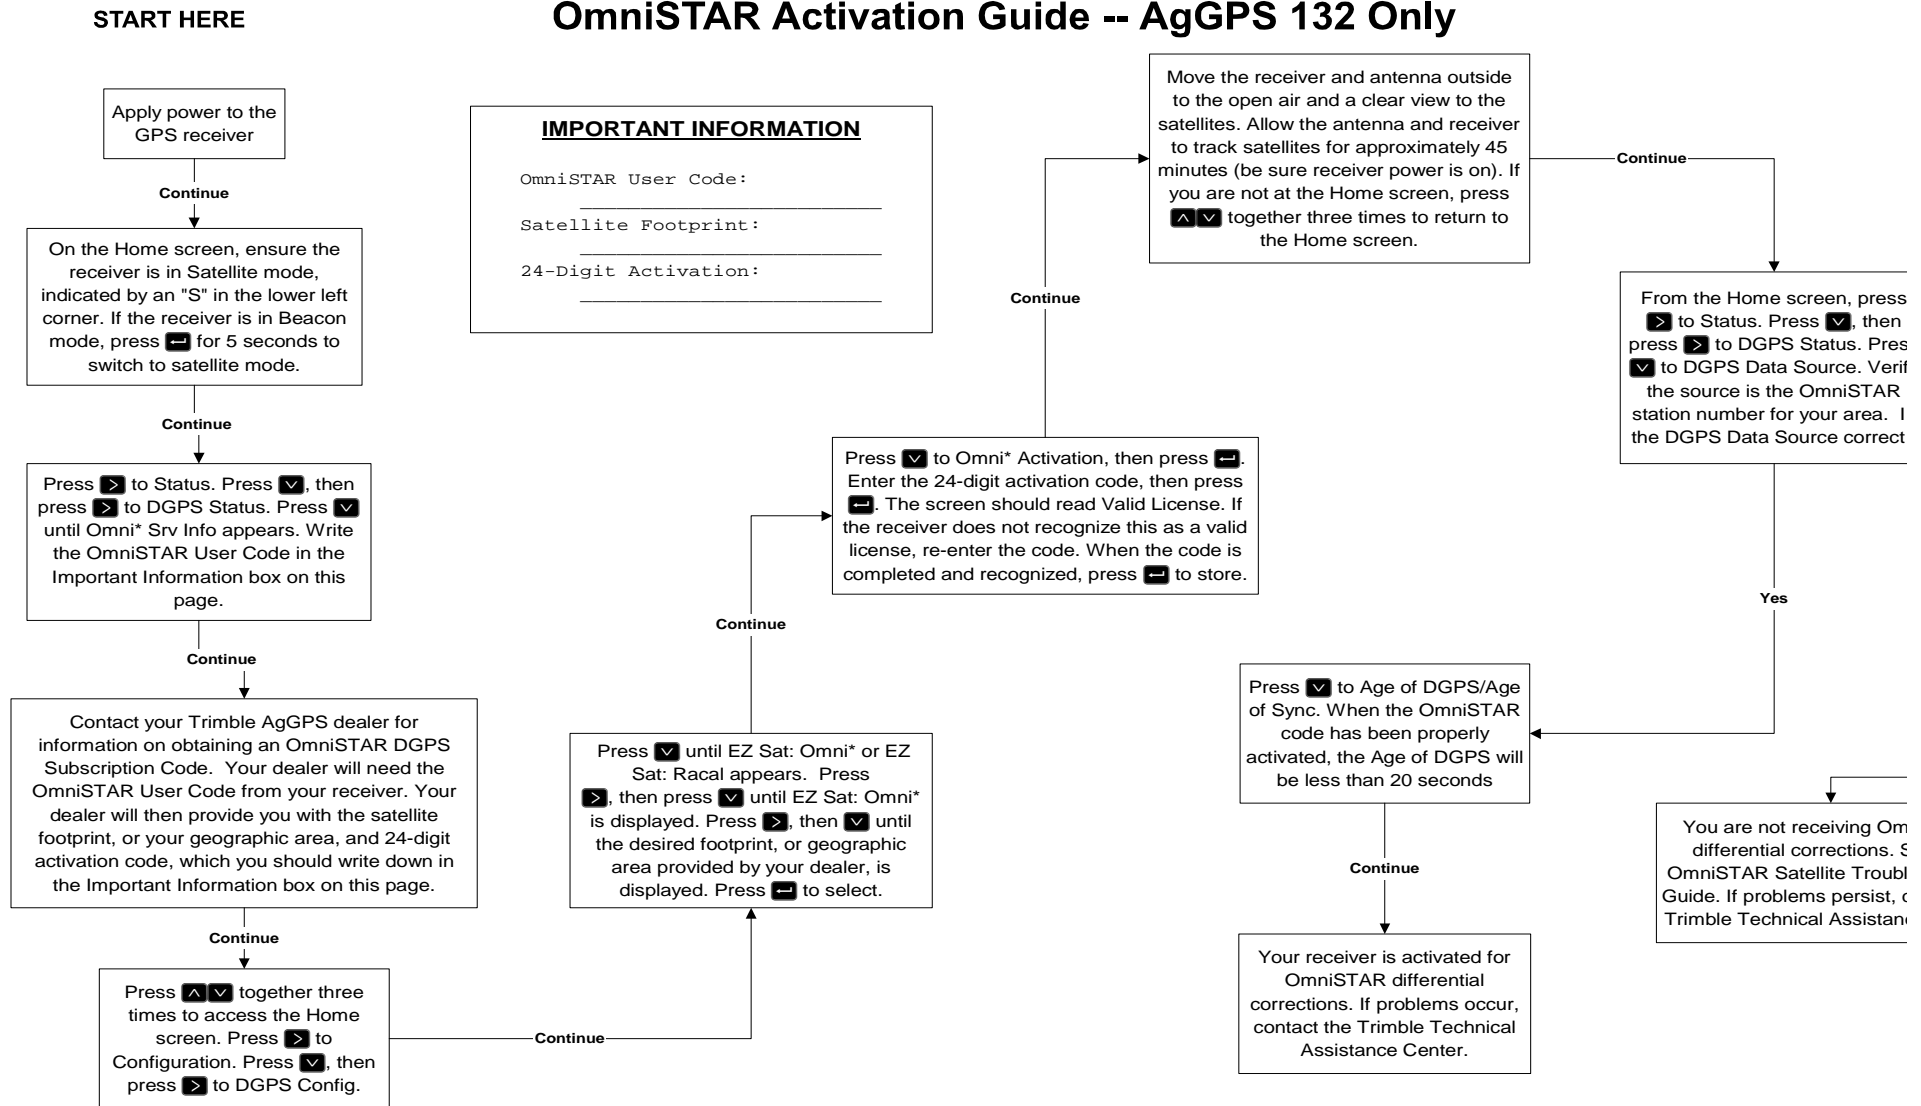 START HERE
OmniSTAR Activation Guide -- AgGPS 132 Only
Apply power to the
GPS receiver
Continue
On the Home screen, ensure the
receiver is in Satellite mode,
indicated by an "S" in the lower left
corner. If the receiver is in Beacon
mode, press for 5 seconds to
switch to satellite mode.
Continue
Press > to Status. Press v, then
press > to DGPS Status. Press v
until Omni* Srv Info appears. Write
the OmniSTAR User Code in the
Important Information box on this
page.
Continue
Contact your Trimble AgGPS dealer for
information on obtaining an OmniSTAR DGPS
Subscription Code. Your dealer will need the
OmniSTAR User Code from your receiver. Your
dealer will then provide you with the satellite
footprint, or your geographic area, and 24-digit
activation code, which you should write down in
the Important Information box on this page.
Continue
Press ^ v together three
times to access the Home
screen. Press > to
Configuration. Press v, then
press > to DGPS Config.
Continue
IMPORTANT INFORMATION
OmniSTAR User Code:
Satellite Footprint:
24-Digit Activation:
Press v until EZ Sat: Omni* or EZ
Sat: Racal appears. Press
>, then press v until EZ Sat: Omni*
is displayed. Press >, then v until
the desired footprint, or geographic
area provided by your dealer, is
displayed. Press to select.
Continue
Press v to Omni* Activation, then press .
Enter the 24-digit activation code, then press
. The screen should read Valid License. If
the receiver does not recognize this as a valid
license, re-enter the code. When the code is
completed and recognized, press to store.
Continue
Move the receiver and antenna outside
to the open air and a clear view to the
satellites. Allow the antenna and receiver
to track satellites for approximately 45
minutes (be sure receiver power is on). If
you are not at the Home screen, press
^ v together three times to return to
the Home screen.
Continue
From the Home screen, press
> to Status. Press v, then
press > to DGPS Status.
v to DGPS Data Source.
the source is the OmniSTAR
station number for your area.
the DGPS Data Source correct
Yes
Press v to Age of DGPS/Age
of Sync. When the OmniSTAR
code has been properly
activated, the Age of DGPS will
be less than 20 seconds
Continue
Your receiver is activated for
OmniSTAR differential
corrections. If problems occur,
contact the Trimble Technical
Assistance Center.
You are not receiving
differential corrections.
OmniSTAR Satellite
Guide. If problems persist,
Trimble Technical